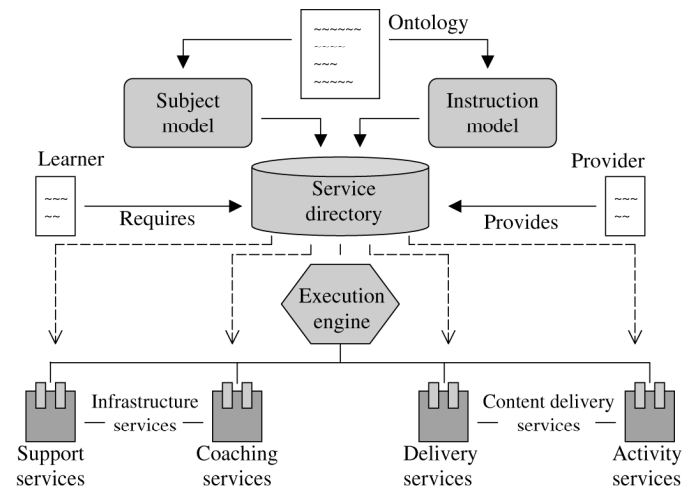 Ontology
Subject
model
Instruction
model
Learner
Provider
Service
directory
Requires
Provides
Execution
engine
Infrastructure
services
Content delivery
services
Support
services
Coaching
services
Delivery
services
Activity
services